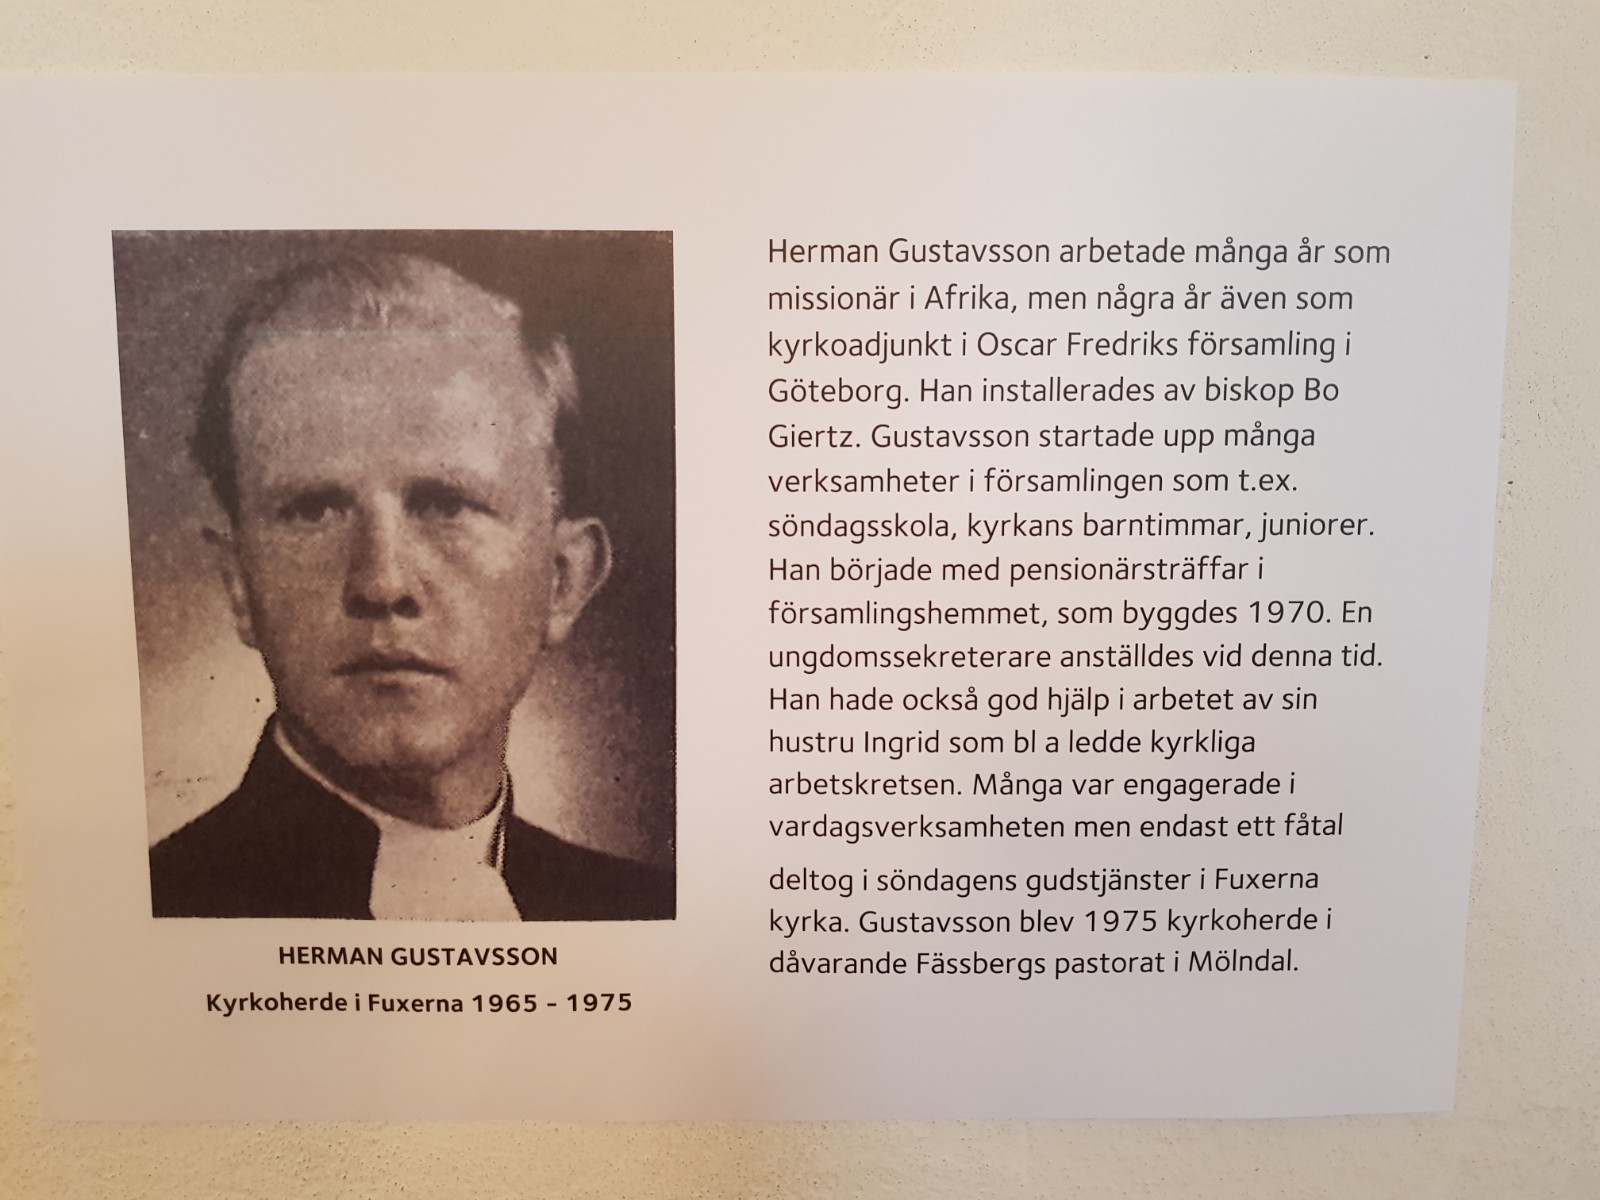 Herman Gustavsson arbetade många år som
missionär i Afrika, men några år även som
kyrkoadjunkt i Oscar Fredriks församling i
Göteborg. Han installerades av biskop Bo
Giertz. Gustavsson startade upp många
verksamheter i församlingen som t.ex.
söndagsskola, kyrkans barntimmar, juniorer.
Han började med pensionärsträffar i
församlingshemmet, som byggdes 1970. En
ungdomssekreterare anställdes vid denna tid.
Han hade också god hjälp i arbetet av sin
hustru Ingrid som bl a ledde kyrkliga
arbetskretsen. Många var engagerade i
vardagsverksamheten men endast ett fåtal
deltog i söndagens gudstjänster i Fuxerna
kyrka. Gustavsson blev 1975 kyrkoherde i
dåvarande Fässbergs pastorat i Mölndal.
HERMAN GUSTAVSSON
Kyrkoherde i Fuxerna 1965 - 1975